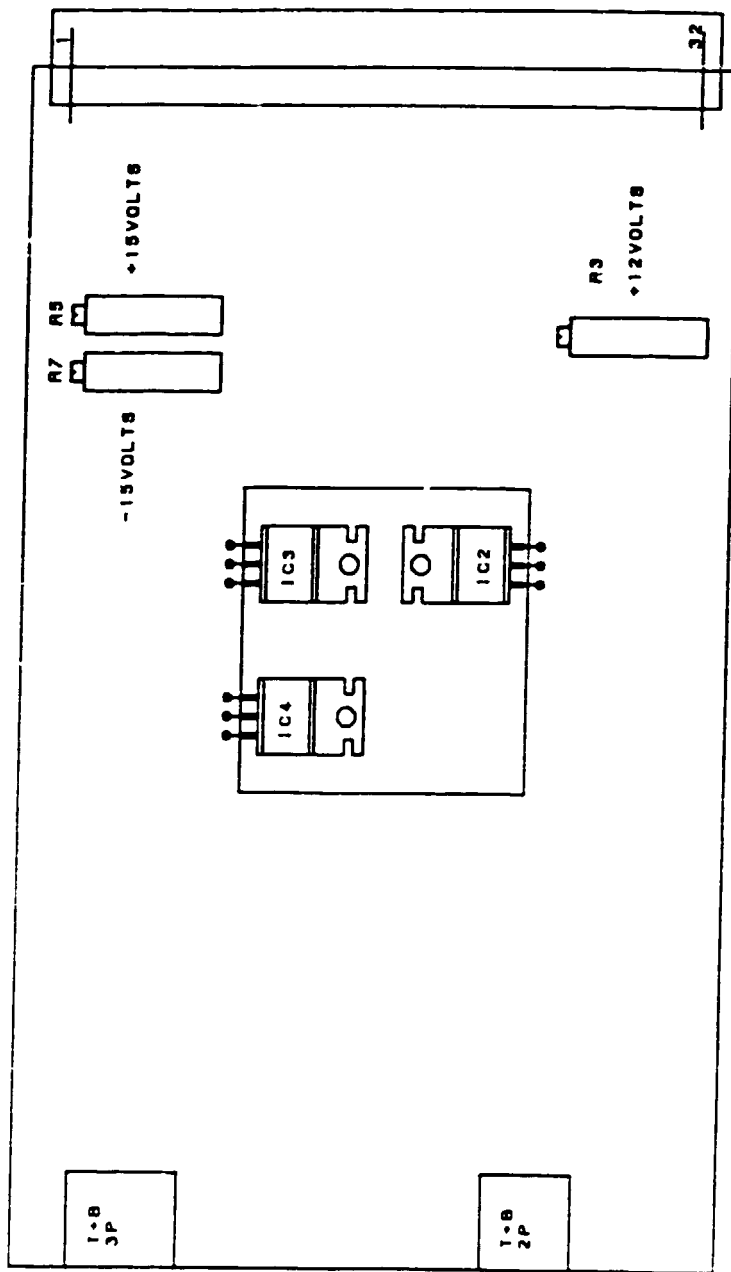 1
32
+15VOLTS
R5
R7
-15VOLTS
R3
+12VOLTS
IC3
IC2
IC4
T+B
3P
T+B
2P